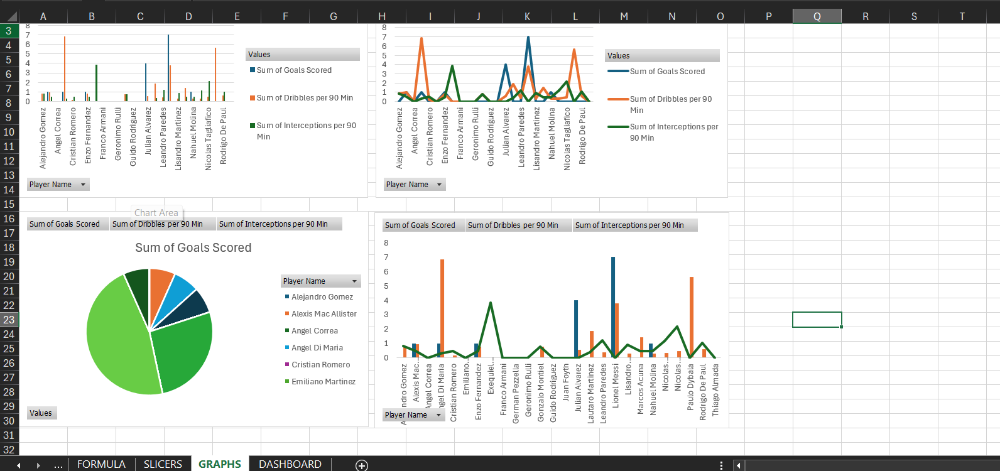 A B C D E F G H I J K L M N O P Q R S T
3
4
5
6
7
8
9
10
11
12
13
14
15
16
17
18
19
20
21
22
23
24
25
26
27
28
29
30
31
32
8
7
6
5
4
3
2
1
0
Alejandro Gomez
Angel Correa
Cristian Romero
Enzo Fernandez
Franco Armani
Geronimo Rulli
Guido Rodriguez
Julian Alvarez
Leandro Paredes
Lisandro Martinez
Nahuel Molina
Nicolas Tagliafico
Rodrigo De Paul
Values
Sum of Goals Scored
Sum of Dribbles per 90 Min
Sum of Interceptions per 90
Min
Player Name
8
7
6
5
4
3
2
1
0
Alejandro Gomez
Angel Correa
Cristian Romero
Enzo Fernandez
Franco Armani
Geronimo Rulli
Guido Rodriguez
Julian Alvarez
Leandro Paredes
Lisandro Martinez
Nahuel Molina
Nicolas Tagliafico
Rodrigo De Paul
Values
Sum of Goals Scored
Sum of Dribbles per 90
Min
Sum of Interceptions per
90 Min
Player Name
Chart Area
Sum of Goals Scored Sum of Dribbles per 90 Min Sum of Interceptions per 90 Min
Sum of Goals Scored
Player Name
Alejandro Gomez
Alexis Mac Allister
Angel Correa
Angel Di Maria
Cristian Romero
Emiliano Martinez
Values
Sum of Goals Scored Sum of Dribbles per 90 Min Sum of Interceptions per 90 Min
8
7
6
5
4
3
2
1
0
ndro Gomez
Alexis Mac...
ngel Correa
ngel Di Maria
Cristian Romero
Emiliano...
Enzo Fernandez
Exequiel...
Franco Armani
German Pezzella
Geronimo Rulli
Gonzalo Montiel
Guido Rodriguez
Juan Foyth
Julian Alvarez
Lautaro Martinez
Leandro Paredes
Lionel Messi
Lisandro...
Marcos Acuna
Nahuel Molina
Nicolas...
Nicolas...
Paulo Dybala
Rodrigo De Paul
Thiago Almada
Player Name
... FORMULA SLICERS GRAPHS DASHBOARD